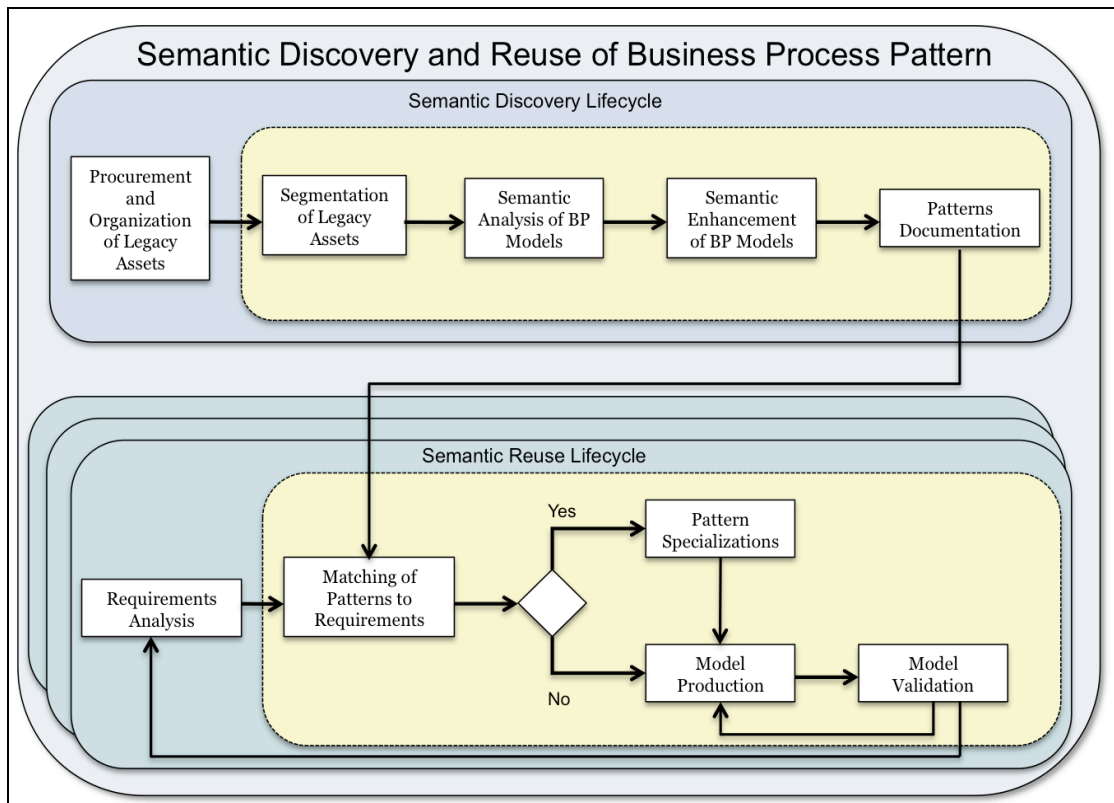 Semantic Discovery and Reuse of Business Process Pattern
Semantic Discovery Lifecycle
Procurement
and
Organization
of Legacy
Assets
Segmentation
of Legacy
Assets
Semantic
Analysis of BP
Models
Semantic
Enhancement
of BP Models
Patterns
Documentation
Semantic Reuse Lifecycle
Requirements
Analysis
Matching of
Patterns to
Requirements
Yes
No
Pattern
Specializations
Model
Production
Model
Validation